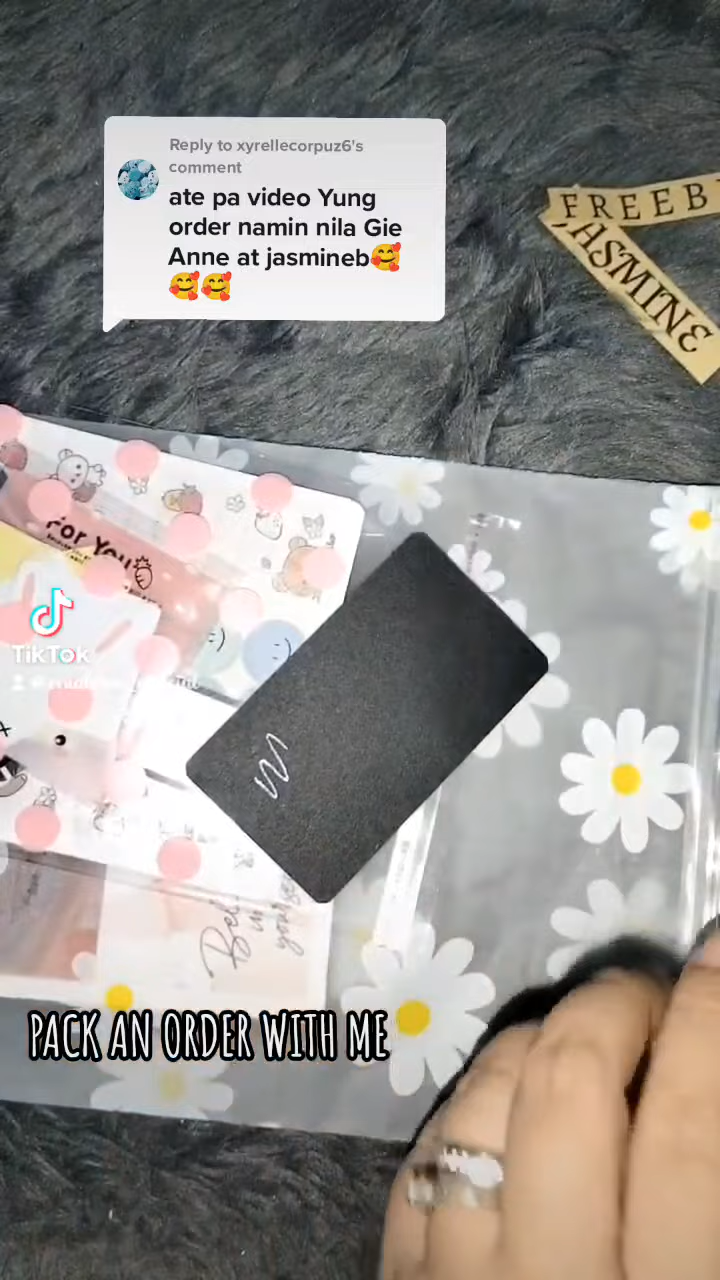 Reply to xyrellecorpuz6's
comment
ate pa video Yung
order namin nila Gie
Anne at jasmineb🥰
🥰🥰
FREEB
JASMINE
For You
TikTok
in
PACK AN ORDER WITH ME